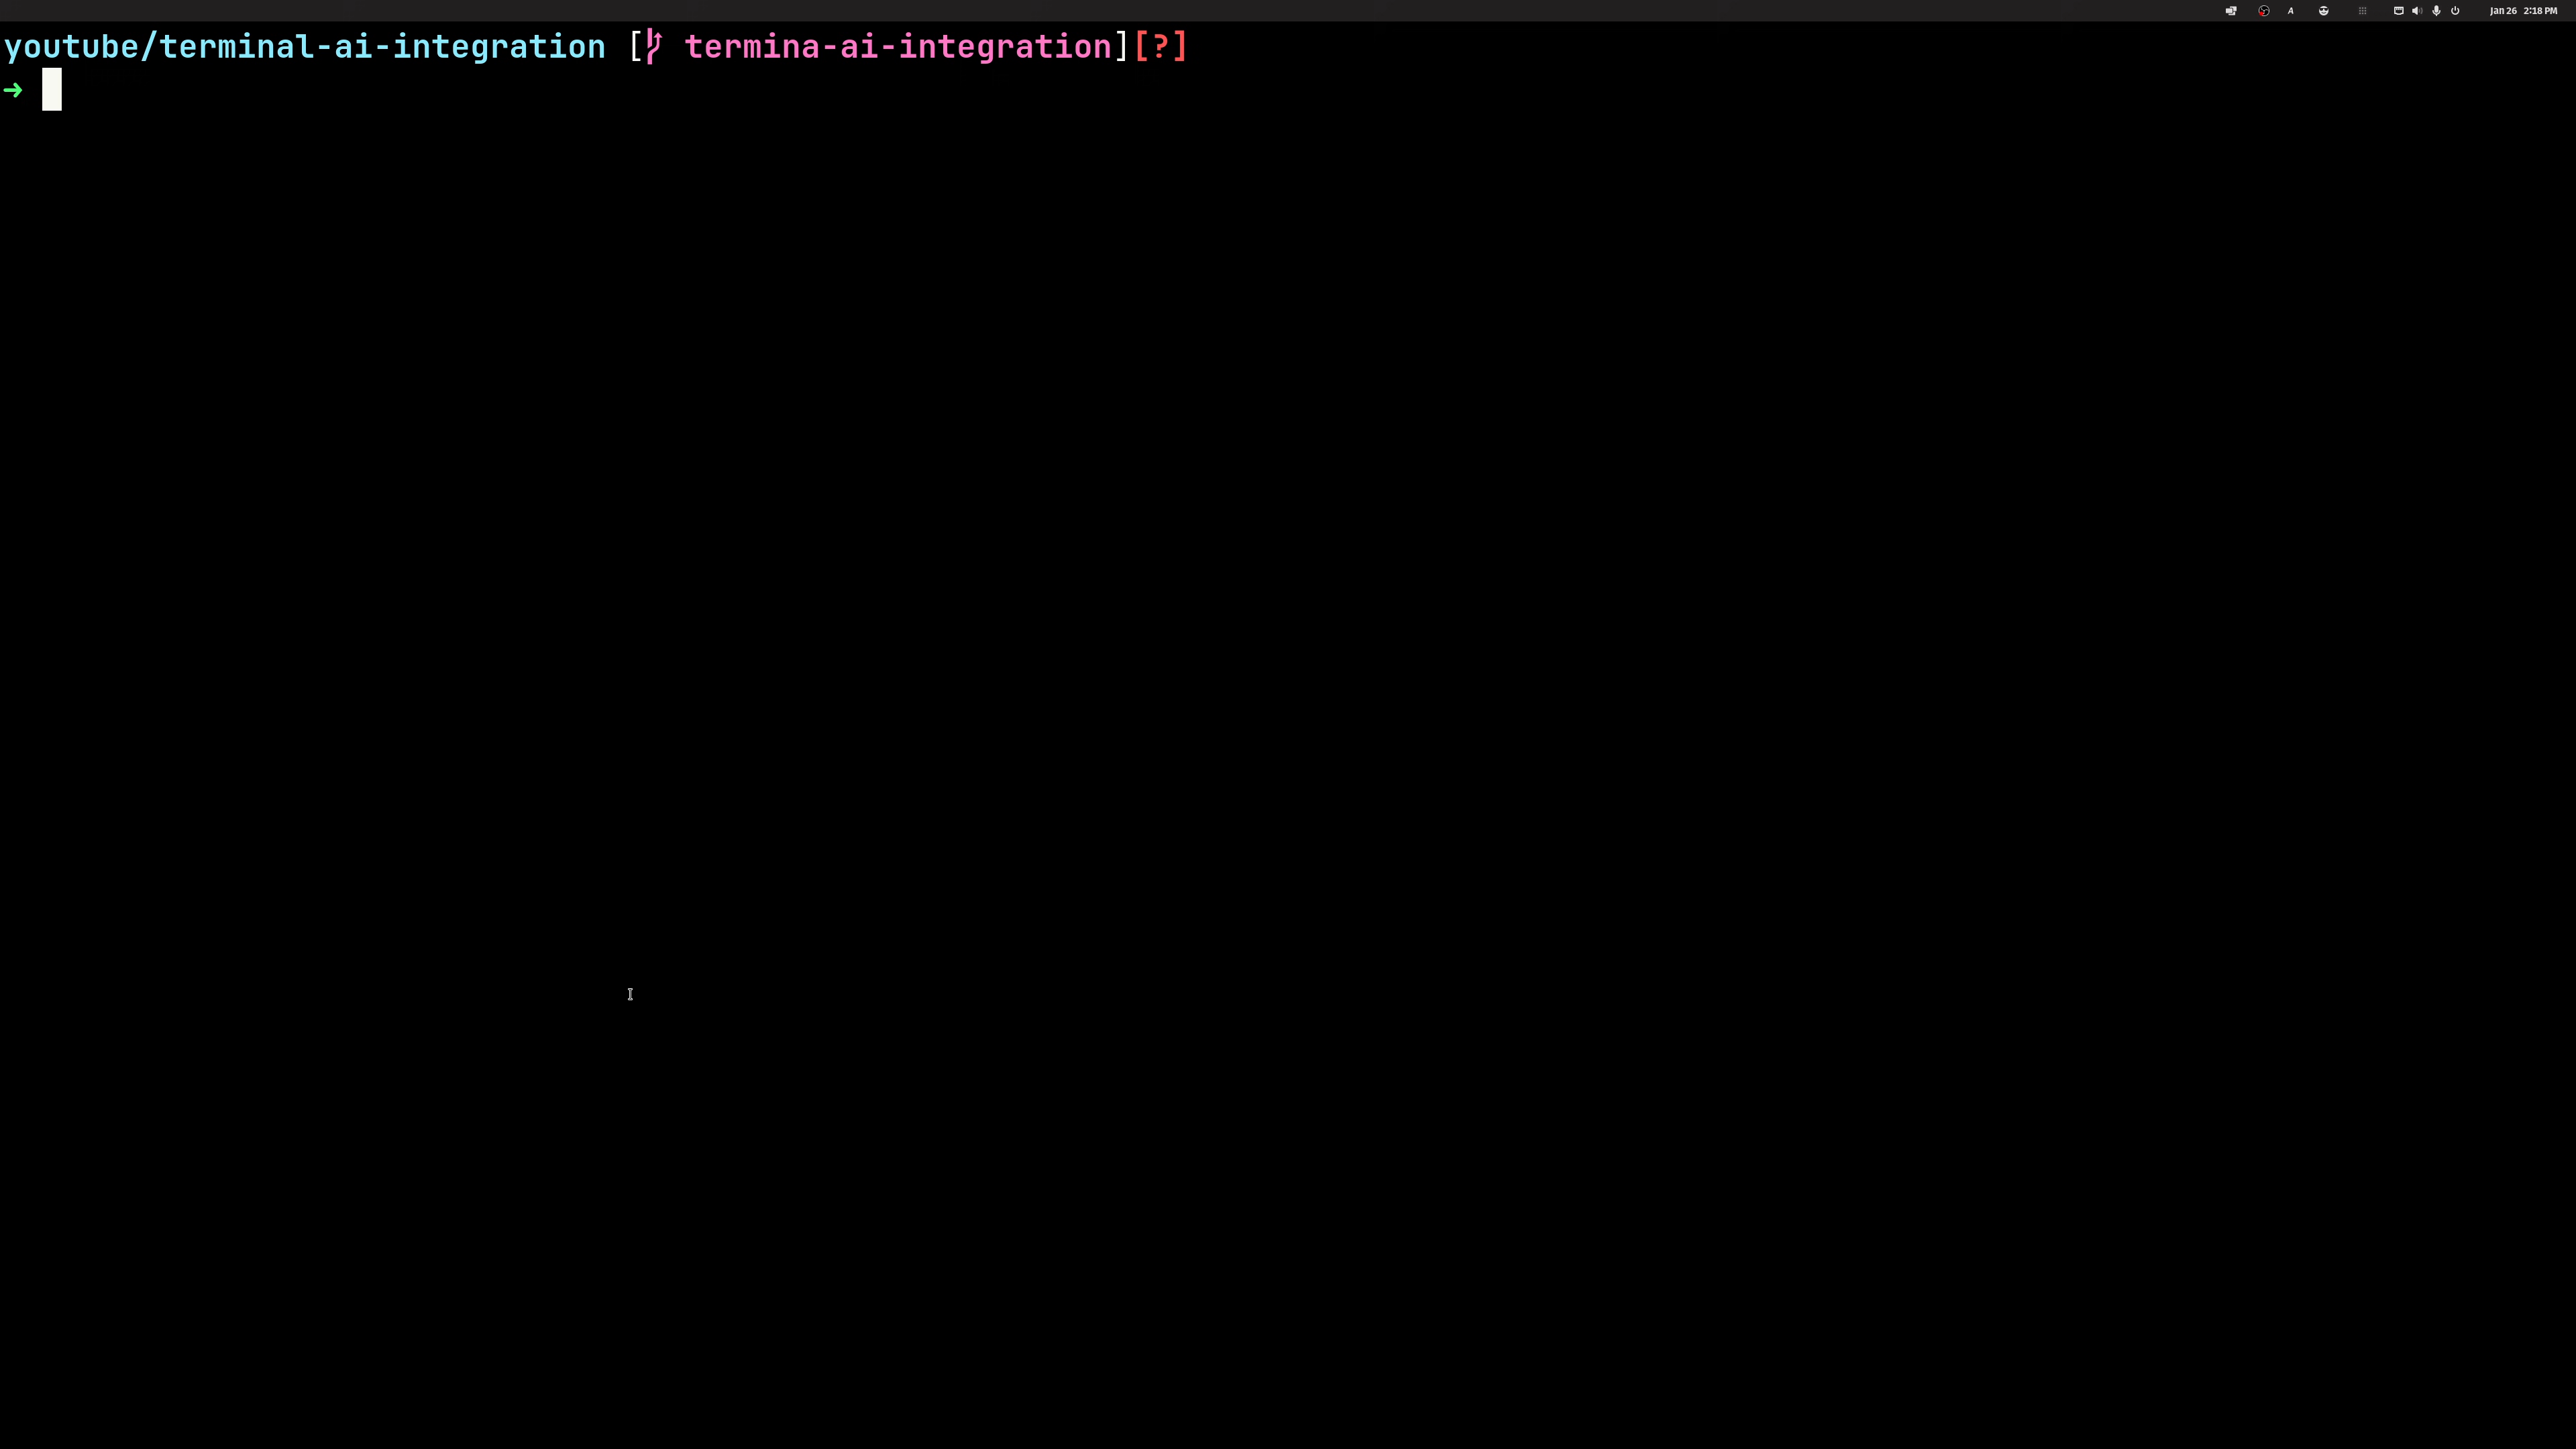 Jan 26 2:18 PM
youtube/terminal-ai-integration [ termina-ai-integration][?]
➜